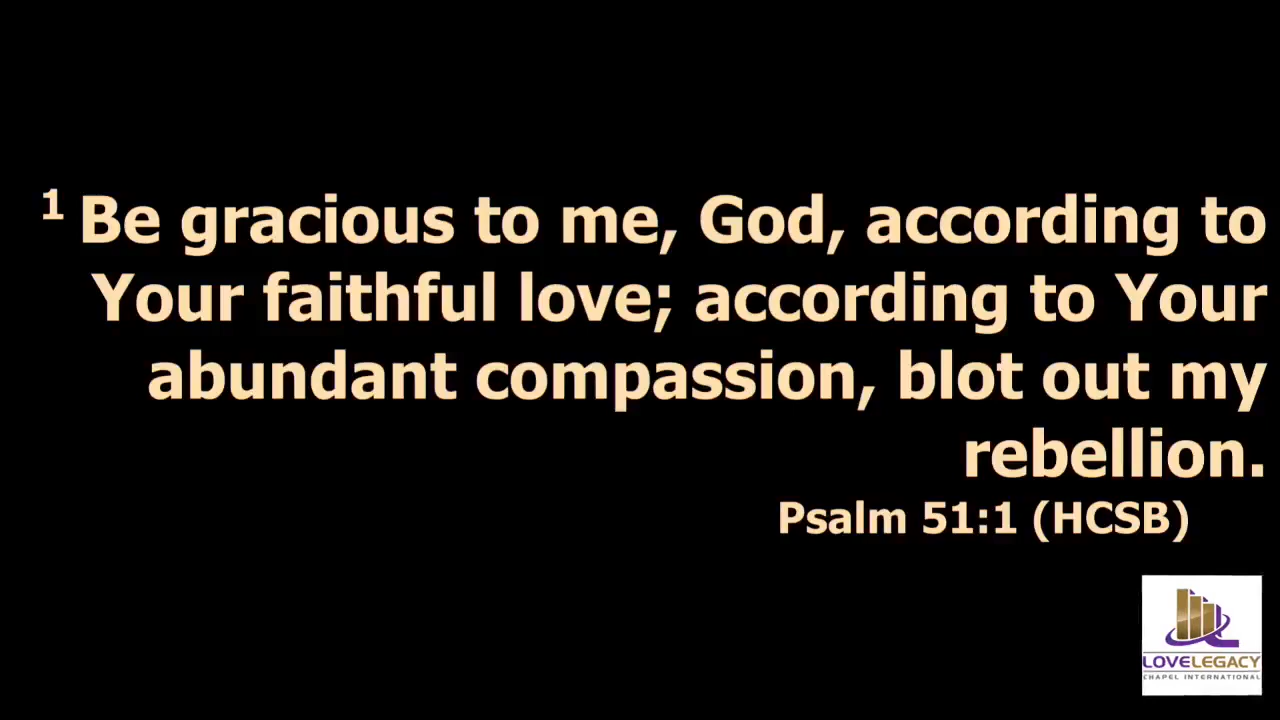 1 Be gracious to me, God, according to
Your faithful love; according to Your
abundant compassion, blot out my
rebellion.
Psalm 51:1 (HCSB)
LOVELEGACY
CHAPEL INTERNATIONAL